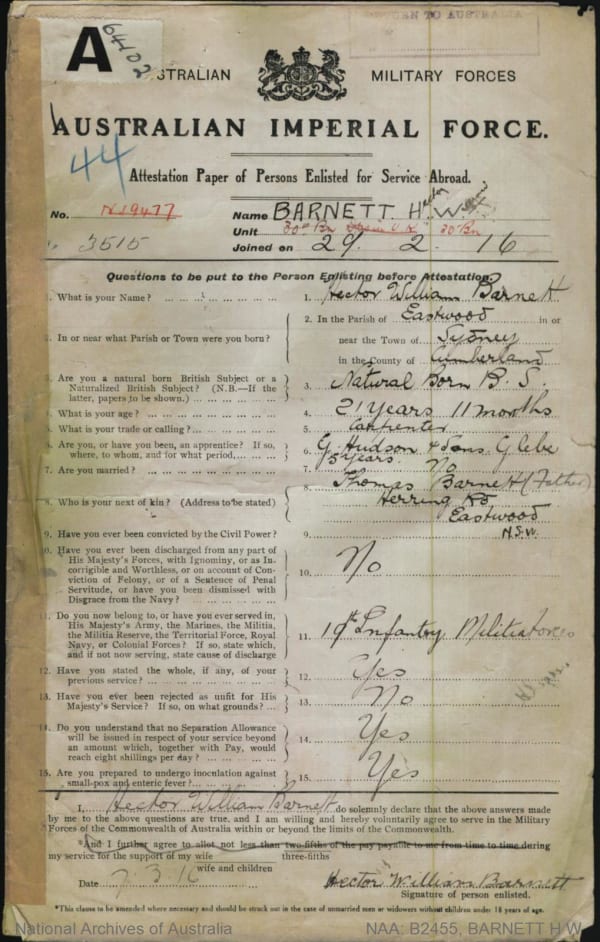 RETURN TO AUSTRALIA
A 64102
AUSTRALIAN MILITARY FORCES
AUSTRALIAN IMPERIAL FORCE.
44
Attestation Paper of Persons Enlisted for Service Abroad.
No. N19477 Name BARNETT. Hector William
Unit 30th Bn 30 Bn
3515 Joined on 29. 2. 16
Questions to be put to the Person Enlisting before Attestation.
1. What is your Name? 1. Hector William Barnett
2. In or near what Parish or Town were you born? 2. In the Parish of Eastwood in or
near the Town of Sydney
in the County of Cumberland
3. Are you a natural born British Subject or a
Naturalized British Subject? (N.B.—If the
latter, papers to be shown.) 3. Natural Born B. S.
4. What is your age? 4. 21 years 11 months
5. What is your trade or calling? 5. Carpenter
6. Are you, or have you been, an apprentice? If so,
where, to whom, and for what period, 6. G. Hudson & Sons. Glebe
5 years.
7. Are you married? 7. No
8. Who is your next of kin? (Address to be stated) 8. Thomas Barnett (Father)
Herring Rd
Eastwood
N.S.W.
9. Have you ever been convicted by the Civil Power? 9.
10. Have you ever been discharged from any part of
His Majesty's Forces, with Ignominy, or as In-
corrigible and Worthless, or on account of Con-
viction of Felony, or of a Sentence of Penal
Servitude, or have you been dismissed with
Disgrace from the Navy? 10. No
11. Do you now belong to, or have you ever served in,
His Majesty's Army, the Marines, the Militia,
the Militia Reserve, the Territorial Force, Royal
Navy, or Colonial Forces? If so, state which,
and if not now serving, state cause of discharge 11. 19th Infantry Militia Forces
12. Have you stated the whole, if any, of your
previous service? 12. Yes
13. Have you ever been rejected as unfit for His
Majesty's Service? If so, on what grounds? 13. No
14. Do you understand that no Separation Allowance
will be issued in respect of your service beyond
an amount which, together with Pay, would
reach eight shillings per day? 14. Yes
15. Are you prepared to undergo inoculation against
small-pox and enteric fever? 15. Yes
I, Hector William Barnett do solemnly declare that the above answers made
by me to the above questions are true, and I am willing and hereby voluntarily agree to serve in the Military
Forces of the Commonwealth of Australia within or beyond the limits of the Commonwealth.
*And I further agree to allot not less than two-fifths of the pay payable to me from time to time during
my service for the support of my wife three-fifths
wife and children
Date 7. 3. 16 Hector William Barnett
Signature of person enlisted.
*This clause to be amended where necessary and should be struck out in the case of unmarried men or widowers without children under 18 years of age.
National Archives of Australia NAA: B2455, BARNETT H W